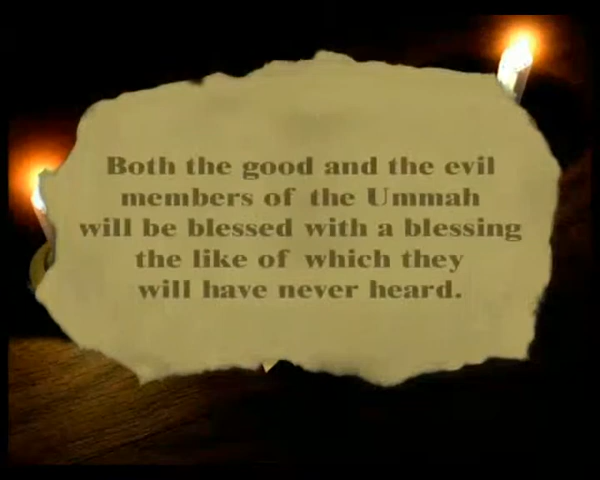 Both the good and the evil
members of the Ummah
will be blessed with a blessing
the like of which they
will have never heard.